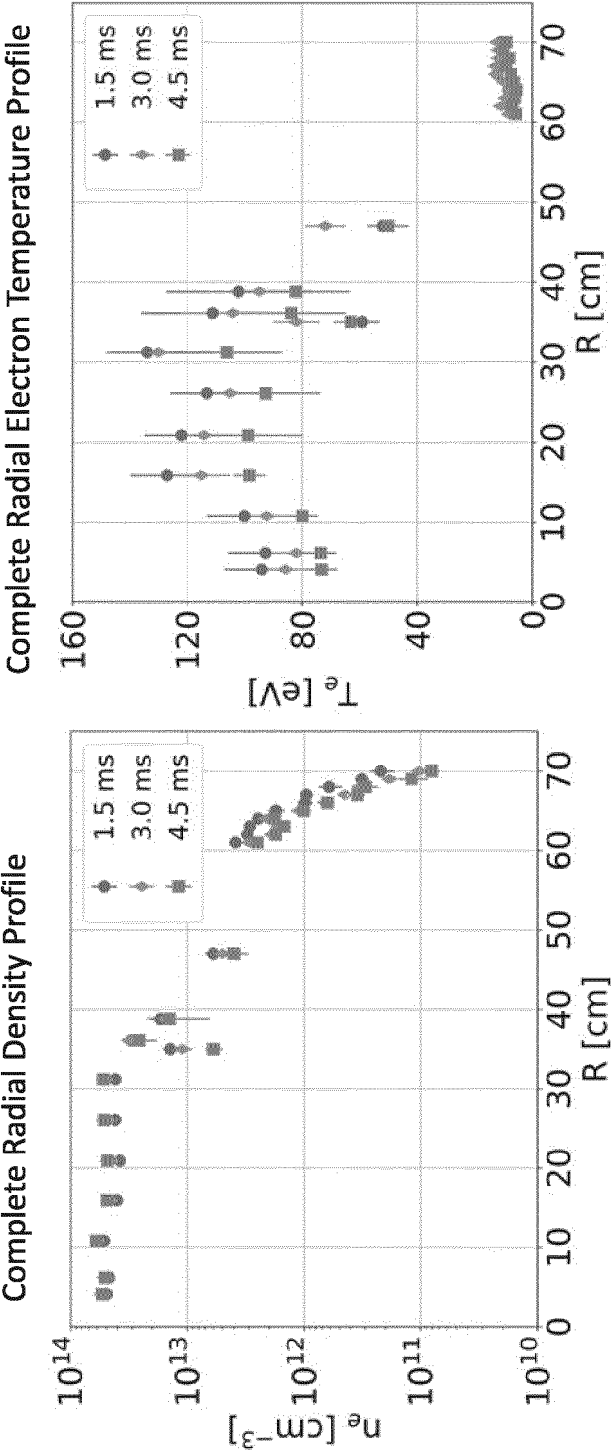 Complete Radial Density Profile
10¹⁴
10¹³
10¹²
10¹¹
10¹⁰
nₑ [cm⁻³]
1.5 ms
3.0 ms
4.5 ms
0 10 20 30 40 50 60 70
R [cm]
Complete Radial Electron Temperature Profile
160
120
80
40
0
Tₑ [eV]
1.5 ms
3.0 ms
4.5 ms
0 10 20 30 40 50 60 70
R [cm]